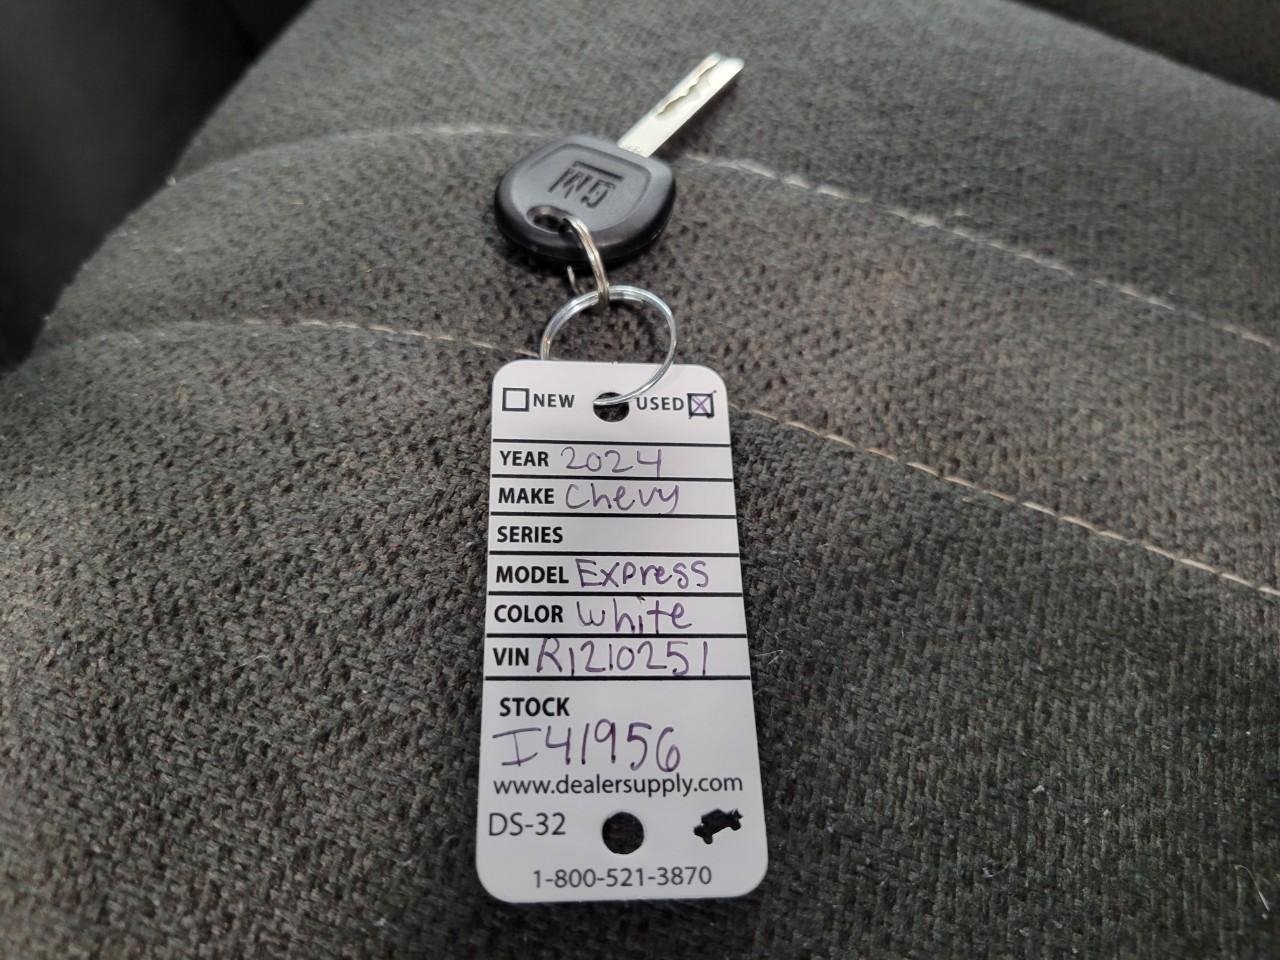 GM
NEW USED
YEAR 2024
MAKE Chevy
SERIES
MODEL Express
COLOR white
VIN R1210251
STOCK
I41956
www.dealersupply.com
DS-32
1-800-521-3870